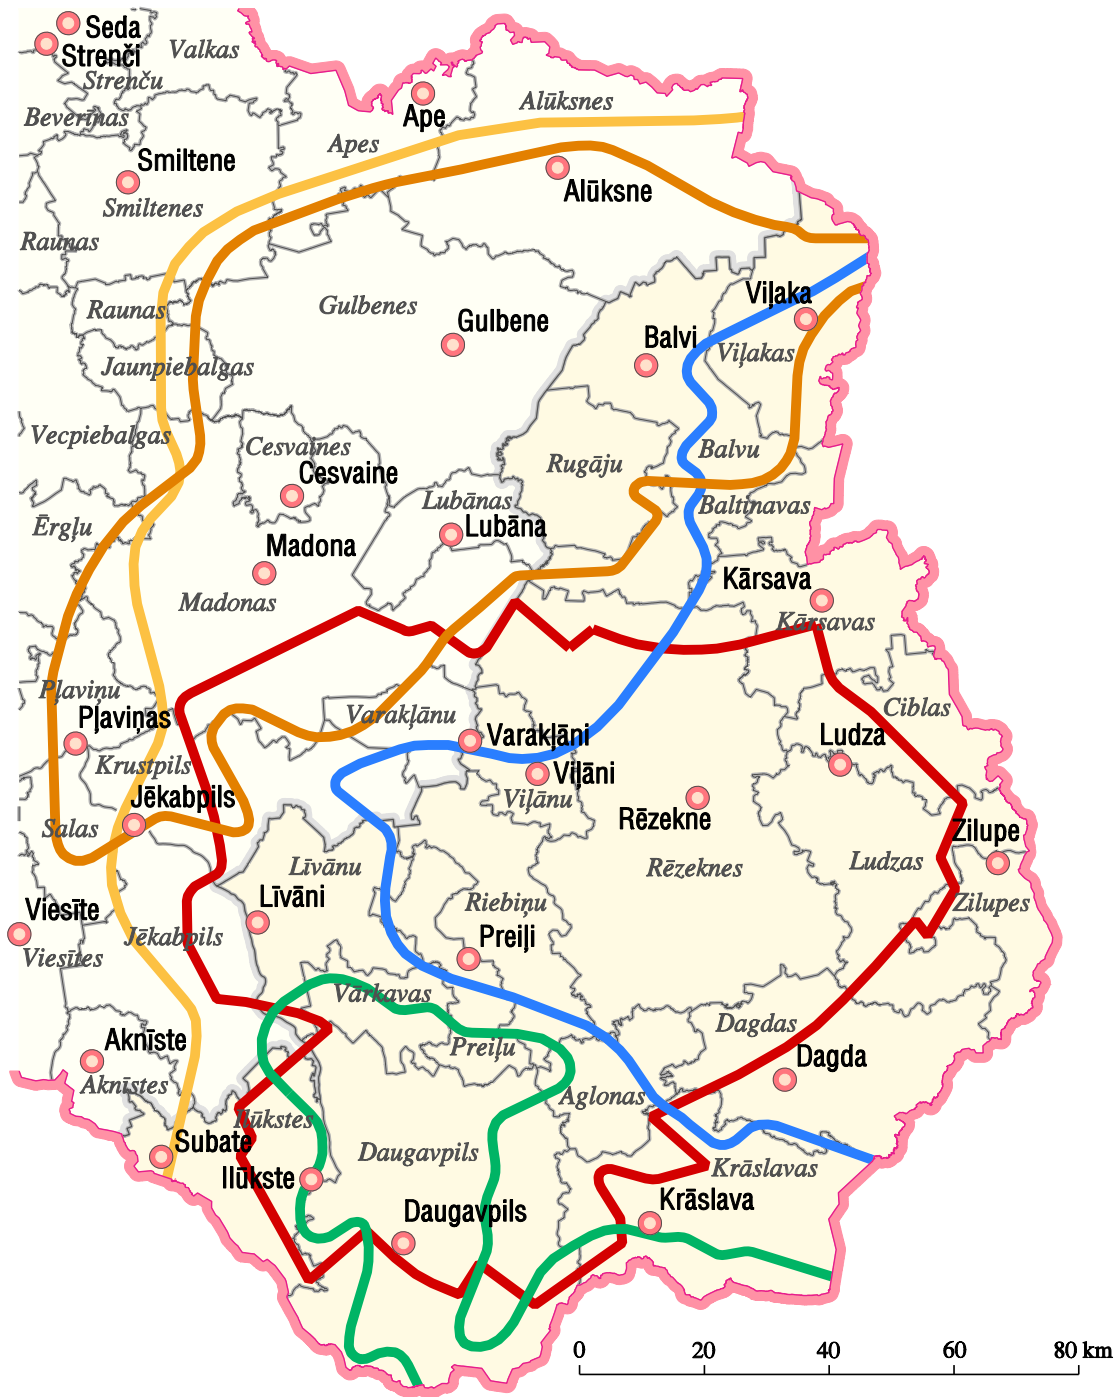 Seda
Valkas
Strenči
Strenču
Ape
Alūksnes
Beverīnas
Apes
Smiltene
Alūksne
Smiltenes
Raunas
Viļaka
Raunas
Gulbenes
Gulbene
Balvi
Viļakas
Jaunpiebalgas
Vecpiebalgas
Cesvaines
Balvu
Rugāju
Cesvaine
Lubānas
Baltinavas
Ērgļu
Lubāna
Madona
Kārsava
Madonas
Kārsavas
Pļaviņu
Ciblas
Pļaviņas
Varakļānu
Varakļāni
Ludza
Krustpils
Viļāni
Jēkabpils
Viļānu
Rēzekne
Salas
Zilupe
Līvānu
Rēzeknes
Ludzas
Līvāni
Riebiņu
Zilupes
Viesīte
Jēkabpils
Preiļi
Viesītes
Vārkavas
Dagdas
Aknīste
Preiļu
Dagda
Aknīstes
Aglonas
Ilūkstes
Subate
Daugavpils
Krāslavas
Ilūkste
Krāslava
Daugavpils
0 20 40 60 80 km